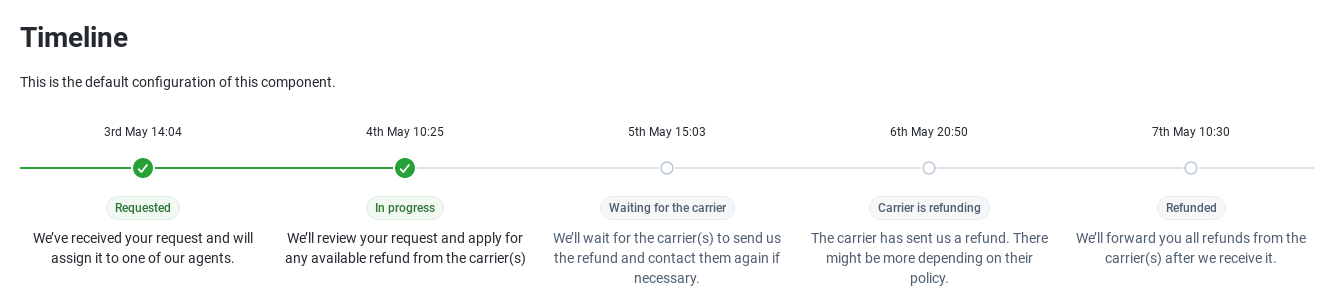 Timeline
This is the default configuration of this component.
3rd May 14:04
4th May 10:25
5th May 15:03
6th May 20:50
7th May 10:30
Requested
In progress
Waiting for the carrier
Carrier is refunding
Refunded
We’ve received your request and will
assign it to one of our agents.
We’ll review your request and apply for
any available refund from the carrier(s)
We’ll wait for the carrier(s) to send us
the refund and contact them again if
necessary.
The carrier has sent us a refund. There
might be more depending on their
policy.
We’ll forward you all refunds from the
carrier(s) after we receive it.